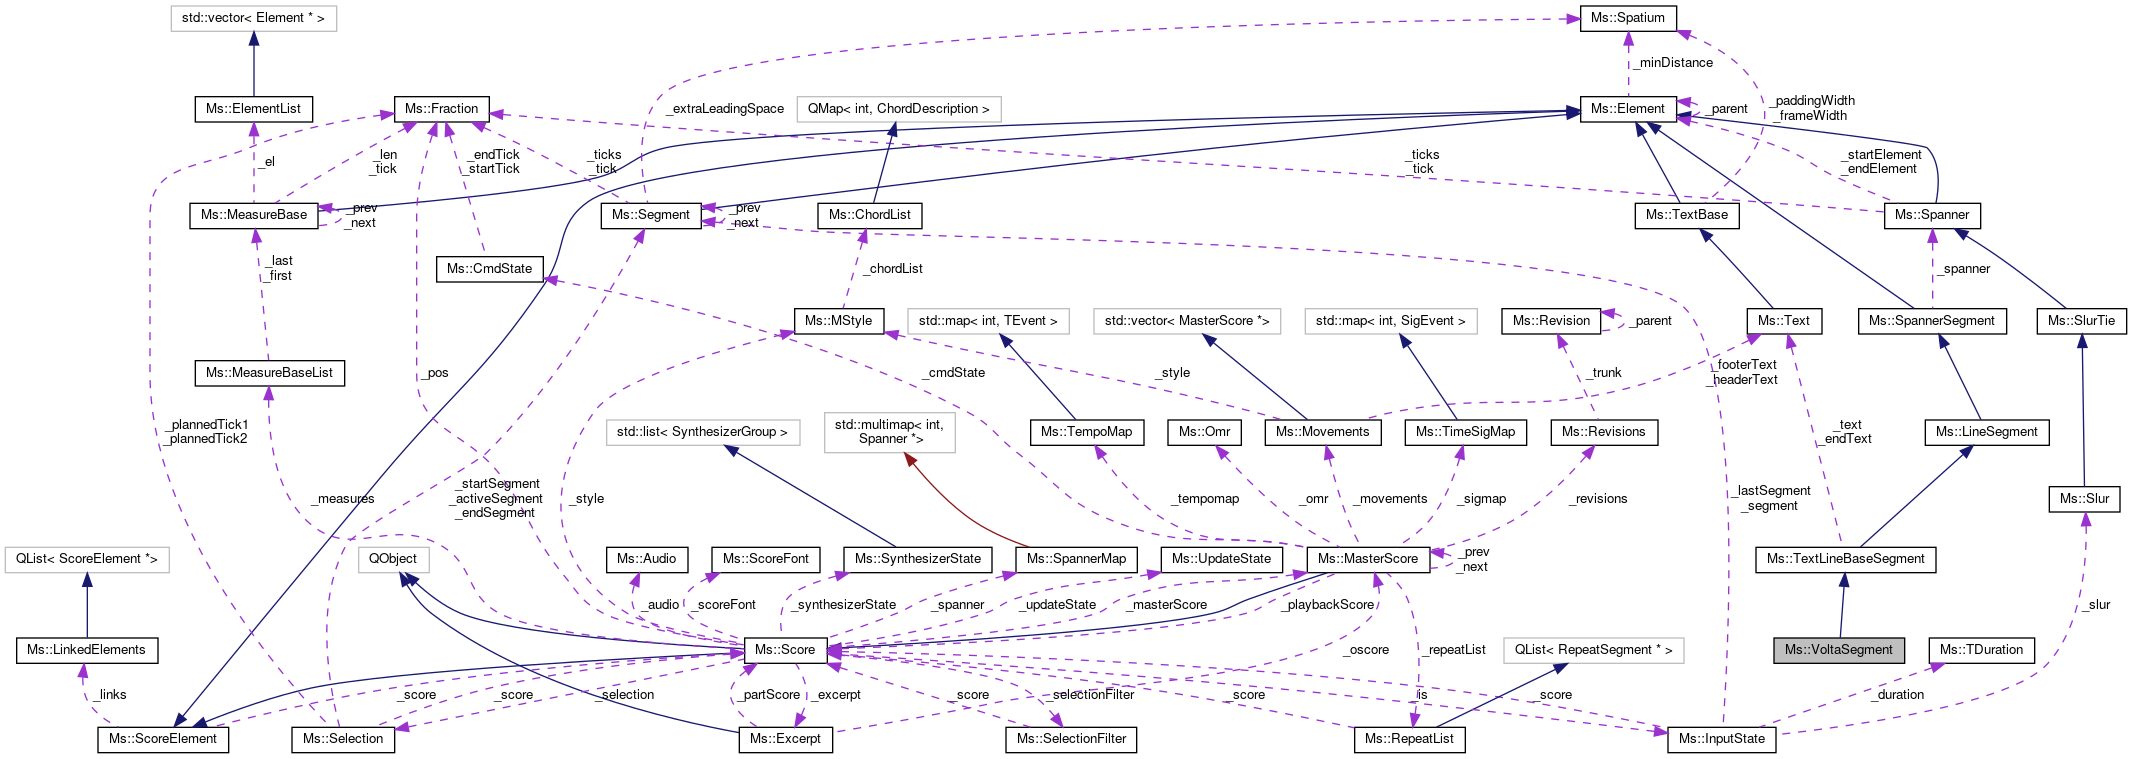 std::vector< Element * >
Ms::Spatium
_minDistance
Ms::ElementList
Ms::Fraction
_extraLeadingSpace
QMap< int, ChordDescription >
Ms::Element
_parent
_paddingWidth
_frameWidth
_el
_len
_tick
_endTick
_startTick
_ticks
_tick
_ticks
_tick
_startElement
_endElement
Ms::MeasureBase
_prev
_next
Ms::Segment
_prev
_next
Ms::ChordList
Ms::TextBase
Ms::Spanner
_last
_first
Ms::CmdState
_chordList
_spanner
Ms::MStyle
std::map< int, TEvent >
std::vector< MasterScore *>
std::map< int, SigEvent >
Ms::Revision
_parent
Ms::Text
Ms::SpannerSegment
Ms::SlurTie
Ms::MeasureBaseList
_pos
_cmdState
_style
_trunk
_footerText
_headerText
_plannedTick1
_plannedTick2
std::list< SynthesizerGroup >
std::multimap< int,
Spanner *>
Ms::TempoMap
Ms::Omr
Ms::Movements
Ms::TimeSigMap
Ms::Revisions
_text
_endText
Ms::LineSegment
_measures
_startSegment
_activeSegment
_endSegment
_style
_tempomap
_omr
_movements
_sigmap
_revisions
_lastSegment
_segment
Ms::Slur
QList< ScoreElement *>
QObject
Ms::Audio
Ms::ScoreFont
Ms::SynthesizerState
Ms::SpannerMap
Ms::UpdateState
Ms::MasterScore
_prev
_next
Ms::TextLineBaseSegment
_audio
_scoreFont
_synthesizerState
_spanner
_updateState
_masterScore
_playbackScore
_slur
Ms::LinkedElements
Ms::Score
_oscore
_repeatList
QList< RepeatSegment * >
Ms::VoltaSegment
Ms::TDuration
_links
_score
_score
_selection
_partScore
_excerpt
_score
_selectionFilter
_score
_is
_score
_duration
Ms::ScoreElement
Ms::Selection
Ms::Excerpt
Ms::SelectionFilter
Ms::RepeatList
Ms::InputState